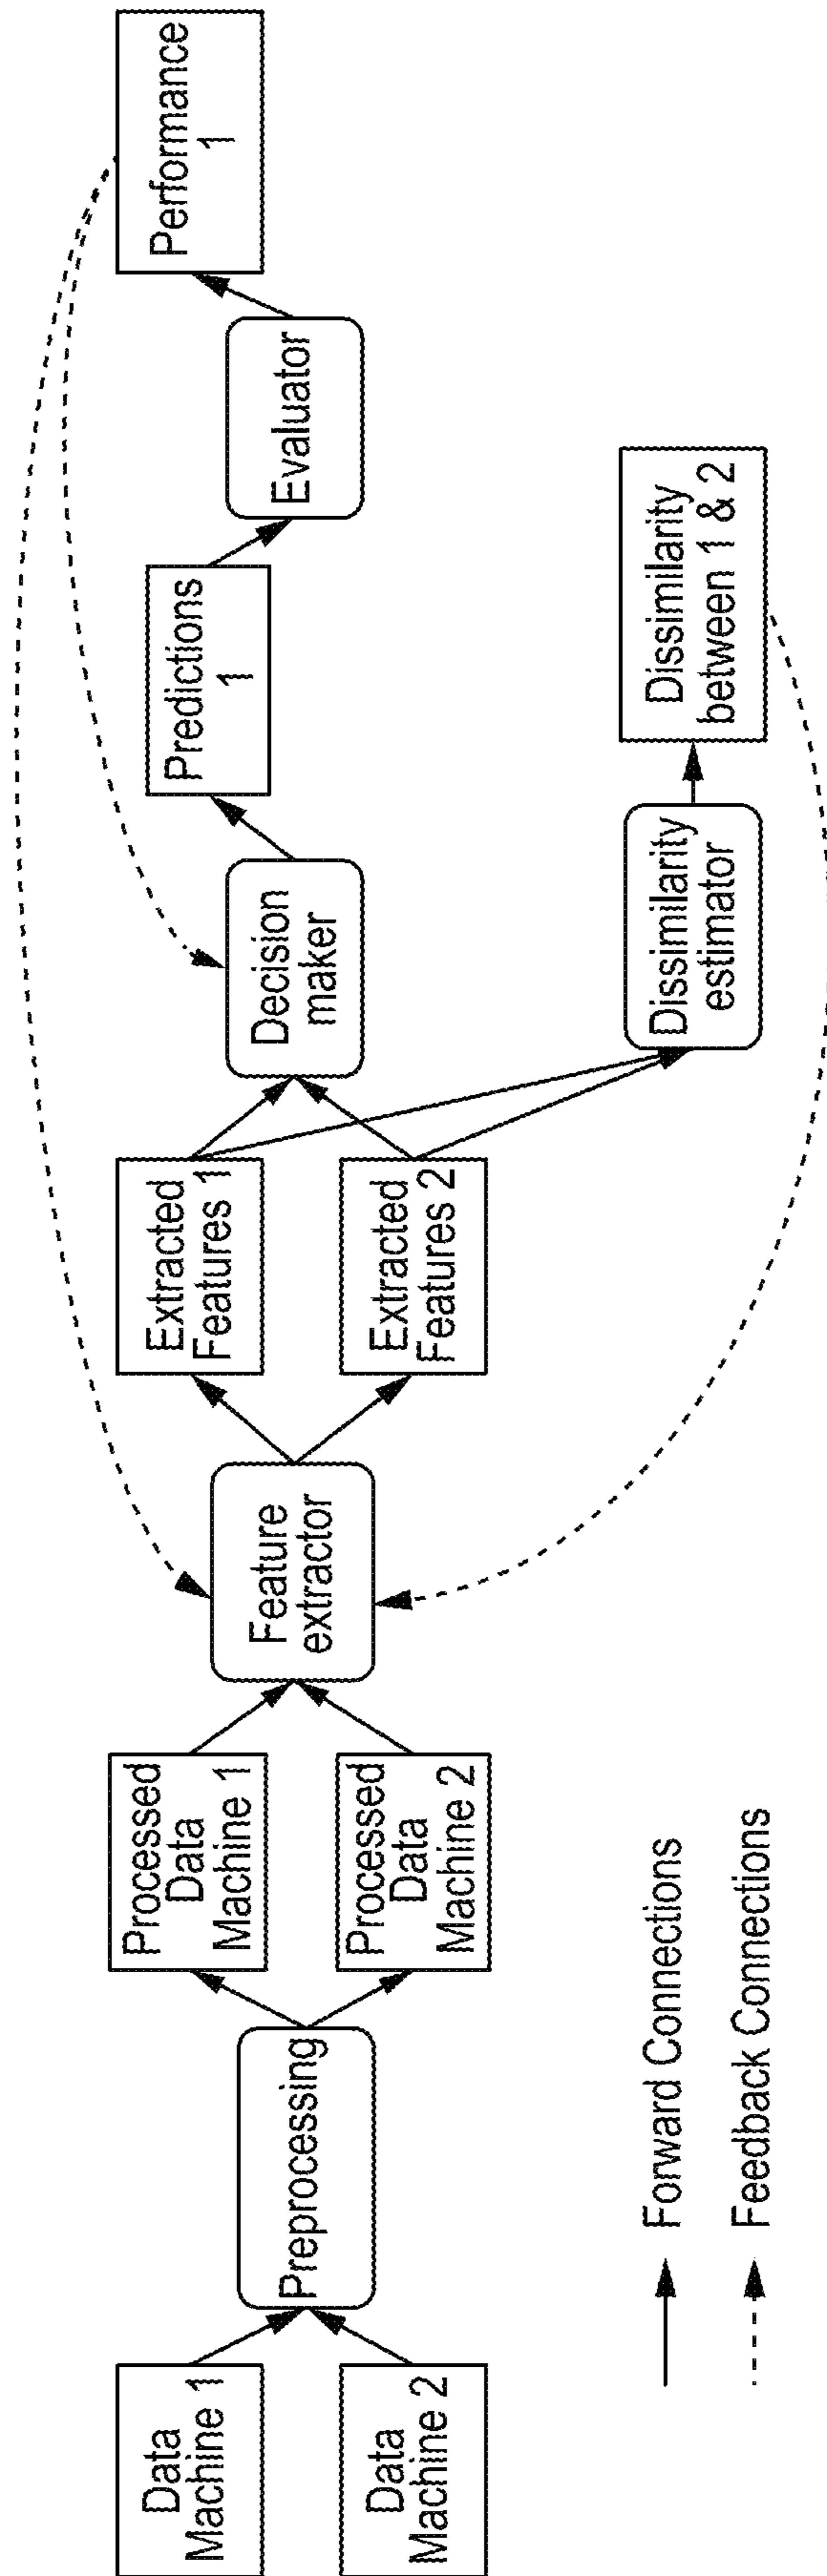 Data
Machine 1
Data
Machine 2
Preprocessing
Processed
Data
Machine 1
Processed
Data
Machine 2
Feature
extractor
Extracted
Features 1
Extracted
Features 2
Decision
maker
Predictions
1
Evaluator
Performance
1
Dissimilarity
estimator
Dissimilarity
between 1 & 2
Forward Connections
Feedback Connections